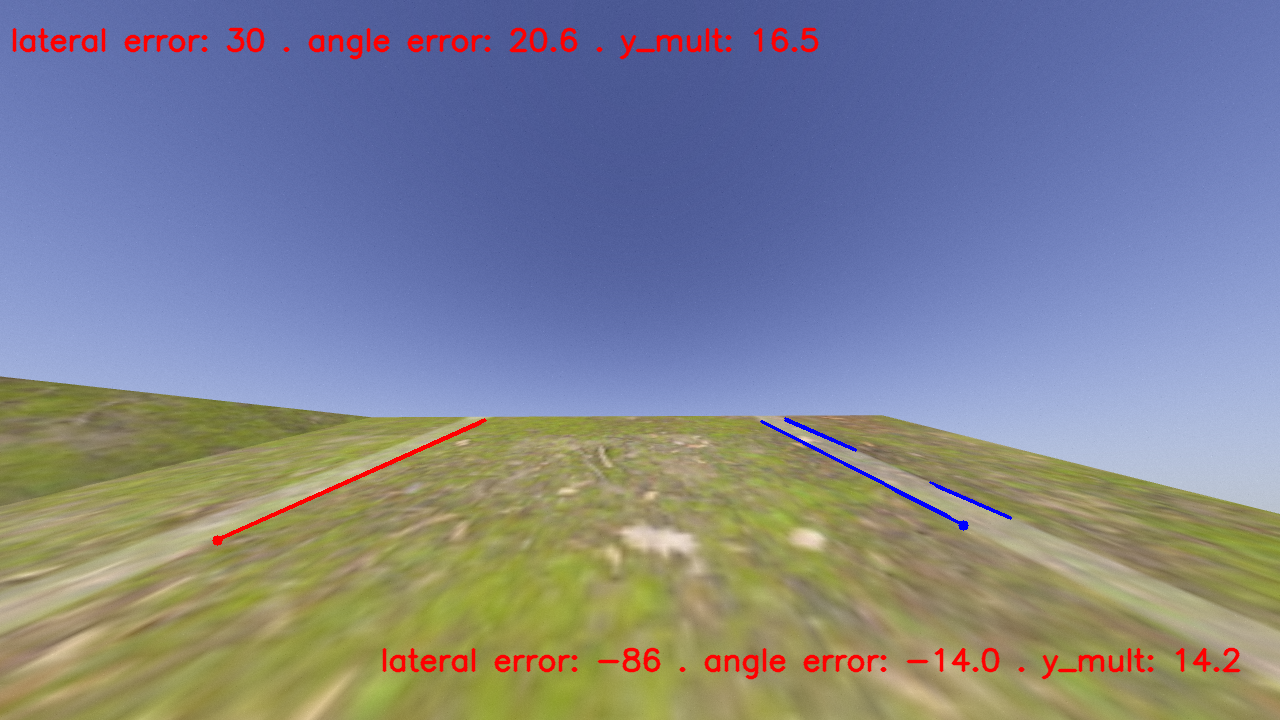 lateral error: 30 . angle error: 20.6 . y_mult: 16.5
lateral error: -86 . angle error: -14.0 . y_mult: 14.2